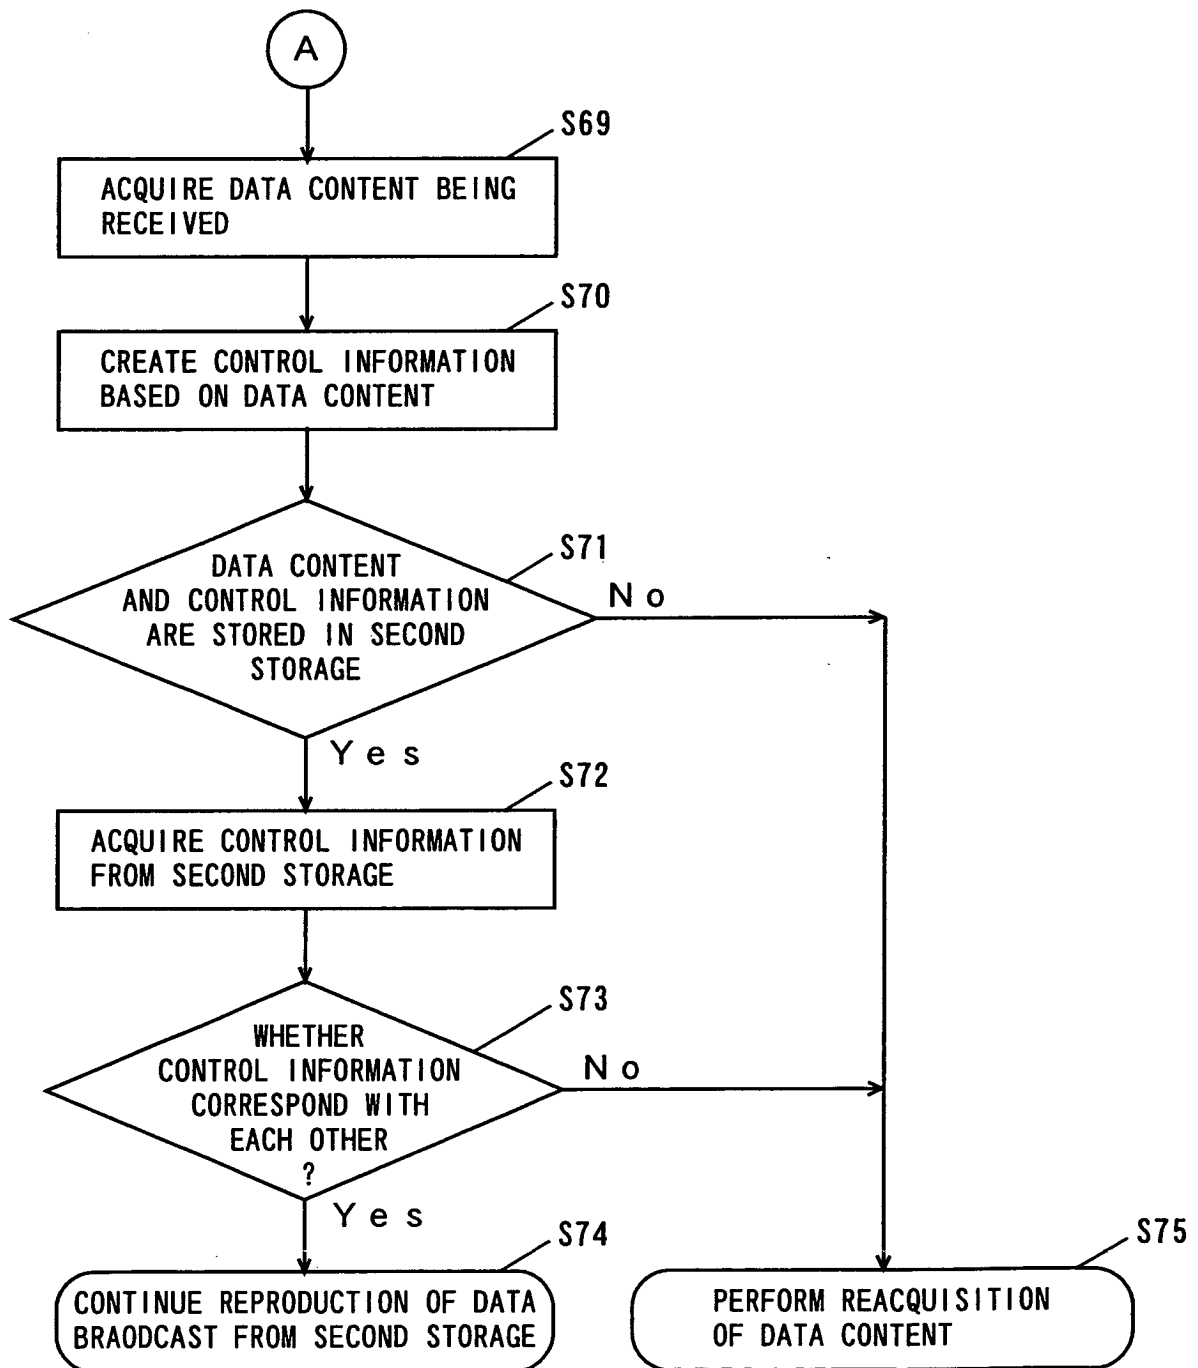 A
S69
ACQUIRE DATA CONTENT BEING
RECEIVED
S70
CREATE CONTROL INFORMATION
BASED ON DATA CONTENT
S71
DATA CONTENT
AND CONTROL INFORMATION
ARE STORED IN SECOND
STORAGE
No
Yes
S72
ACQUIRE CONTROL INFORMATION
FROM SECOND STORAGE
S73
WHETHER
CONTROL INFORMATION
CORRESPOND WITH
EACH OTHER
?
No
Yes
S74
CONTINUE REPRODUCTION OF DATA
BRAODCAST FROM SECOND STORAGE
S75
PERFORM REACQUISITION
OF DATA CONTENT